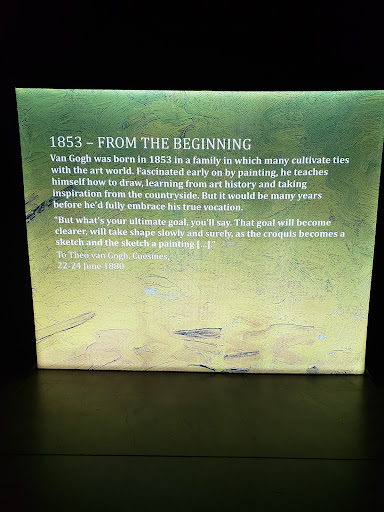 1853 – FROM THE BEGINNING
Van Gogh was born in 1853 in a family in which many cultivate ties
with the art world. Fascinated early on by painting, he teaches
himself how to draw, learning from art history and taking
inspiration from the countryside. But it would be many years
before he'd fully embrace his true vocation.
"But what's your ultimate goal, you'll say. That goal will become
clearer, will take shape slowly and surely, as the croquis becomes a
sketch and the sketch a painting [...]."
To Theo van Gogh, Cuesmes,
22-24 June 1880